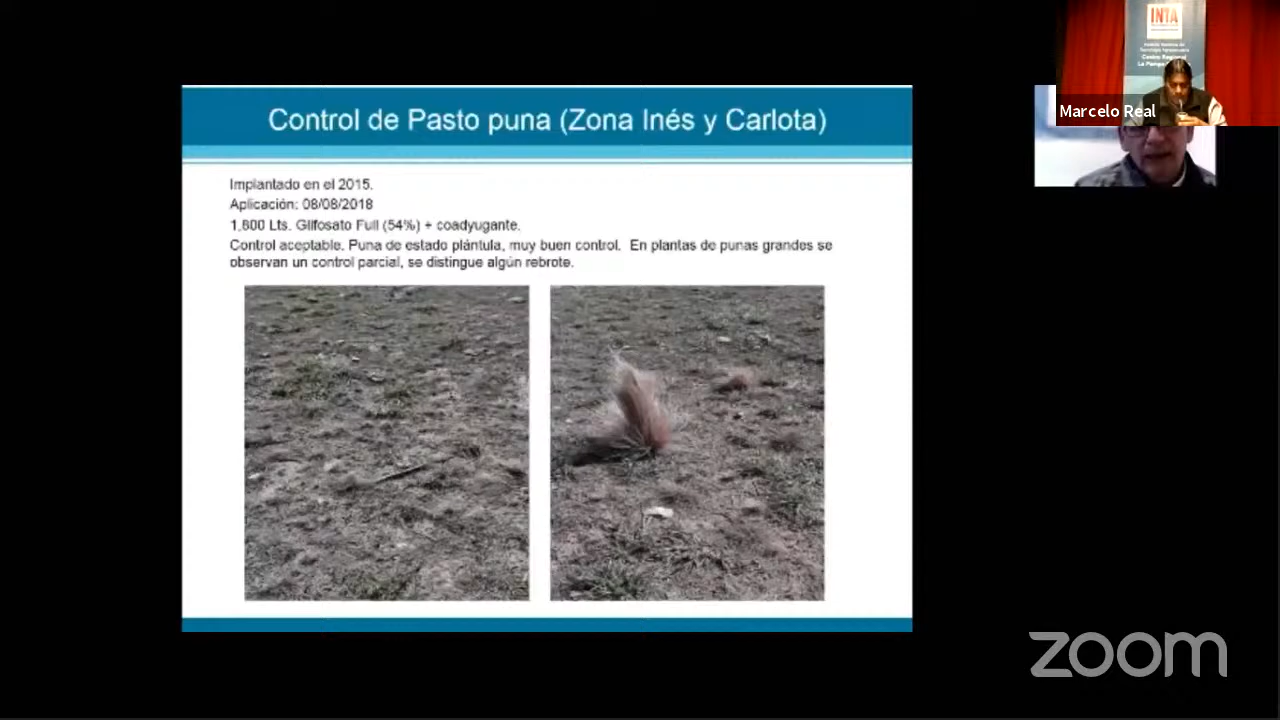 INTA
Centro Regional
Marcelo Real
Control de Pasto puna (Zona Inés y Carlota)
Implantado en el 2015.
Aplicación: 08/08/2018
1,800 Lts. Glifosato Full (54%) + coadyugante.
Control aceptable. Puna de estado plántula, muy buen control. En plantas de punas grandes se
observan un control parcial, se distingue algún rebrote.
zoom